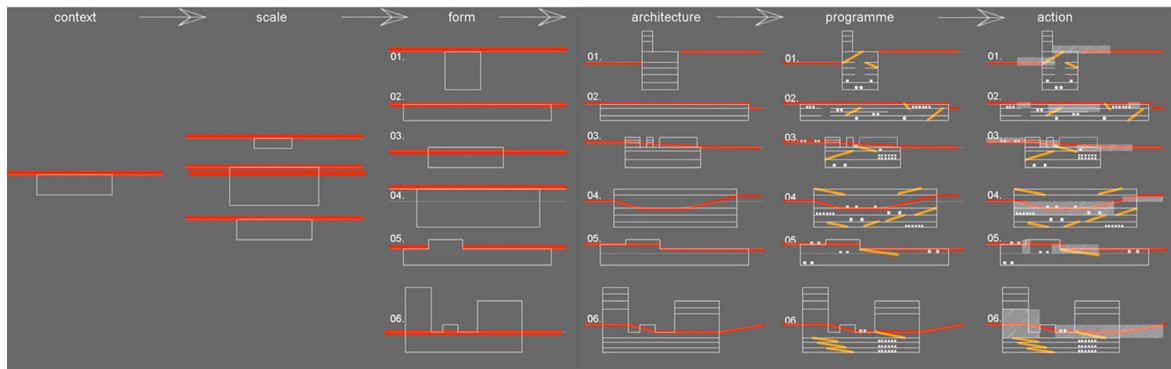 context scale form architecture programme action
01. 01. 01. 01.
02. 02. 02. 02.
03. 03. 03. 03.
04. 04. 04. 04.
05. 05. 05. 05.
06. 06. 06. 06.